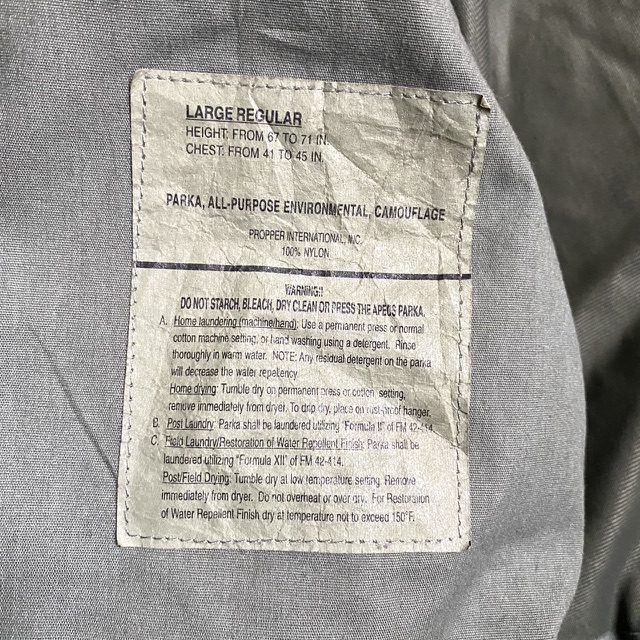 LARGE REGULAR
HEIGHT: FROM 67 TO 71 IN.
CHEST: FROM 41 TO 45 IN.
PARKA, ALL-PURPOSE ENVIRONMENTAL, CAMOUFLAGE
PROPPER INTERNATIONAL, INC.
100% NYLON
WARNING!!
DO NOT STARCH, BLEACH, DRY CLEAN OR PRESS THE APECS PARKA.
A. Home laundering (machine/hand): Use a permanent press or normal
cotton machine setting, or hand washing using a detergent. Rinse
thoroughly in warm water. NOTE: Any residual detergent on the parka
will decrease the water repellency.
Home drying: Tumble dry on permanent press or cotton setting,
remove immediately from dryer. To drip dry, place on rust-proof hanger.
B. Post Laundry: Parka shall be laundered utilizing "Formula II" of FM 42-414.
C. Field Laundry/Restoration of Water Repellent Finish: Parka shall be
laundered utilizing "Formula XII" of FM 42-414.
Post/Field Drying: Tumble dry at low temperature setting. Remove
immediately from dryer. Do not overheat or over dry. For Restoration
of Water Repellent Finish dry at temperature not to exceed 150°F.